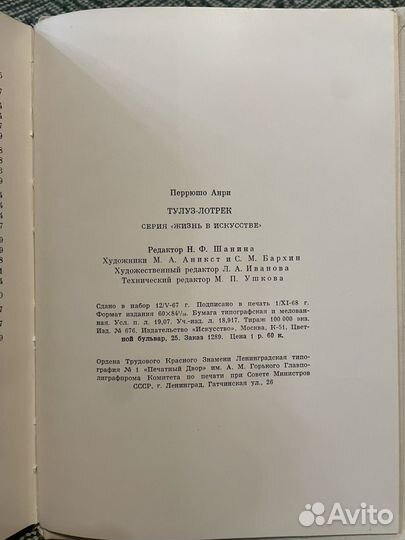 Перрюшо Анри
ТУЛУЗ-ЛОТРЕК
СЕРИЯ «ЖИЗНЬ В ИСКУССТВЕ»
Редактор Н. Ф. Шанина
Художники М. А. Аникст и С. М. Бархин
Художественный редактор Л. А. Иванова
Технический редактор М. П. Ушкова
Сдано в набор 12/V-67 г. Подписано в печать 1/XI-68 г.
Формат издания 60×84¹/₁₆. Бумага типографская и мелован-
ная. Усл. п. л. 19,07. Уч.-изд. л. 18,917. Тираж 100 000 экз.
Изд. № 676. Издательство «Искусство», Москва, К-51, Цвет-
ной бульвар, 25. Заказ 1289. Цена 1 р. 60 к.
Ордена Трудового Красного Знамени Ленинградская типо-
графия № 1 «Печатный Двор» им. А. М. Горького Главпо-
лиграфпрома Комитета по печати при Совете Министров
СССР, г. Ленинград, Гатчинская ул., 26
Avito